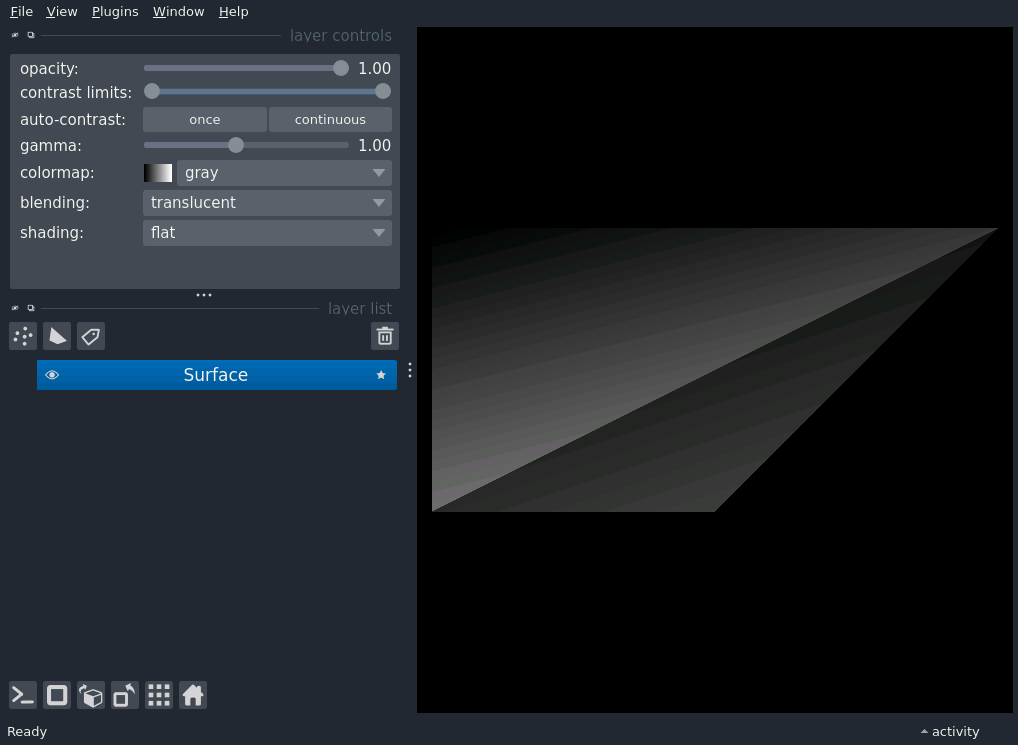 File View Plugins Window Help
layer controls
opacity: 1.00
contrast limits:
auto-contrast: once continuous
gamma: 1.00
colormap: gray
blending: translucent
shading: flat
layer list
Surface
Ready activity